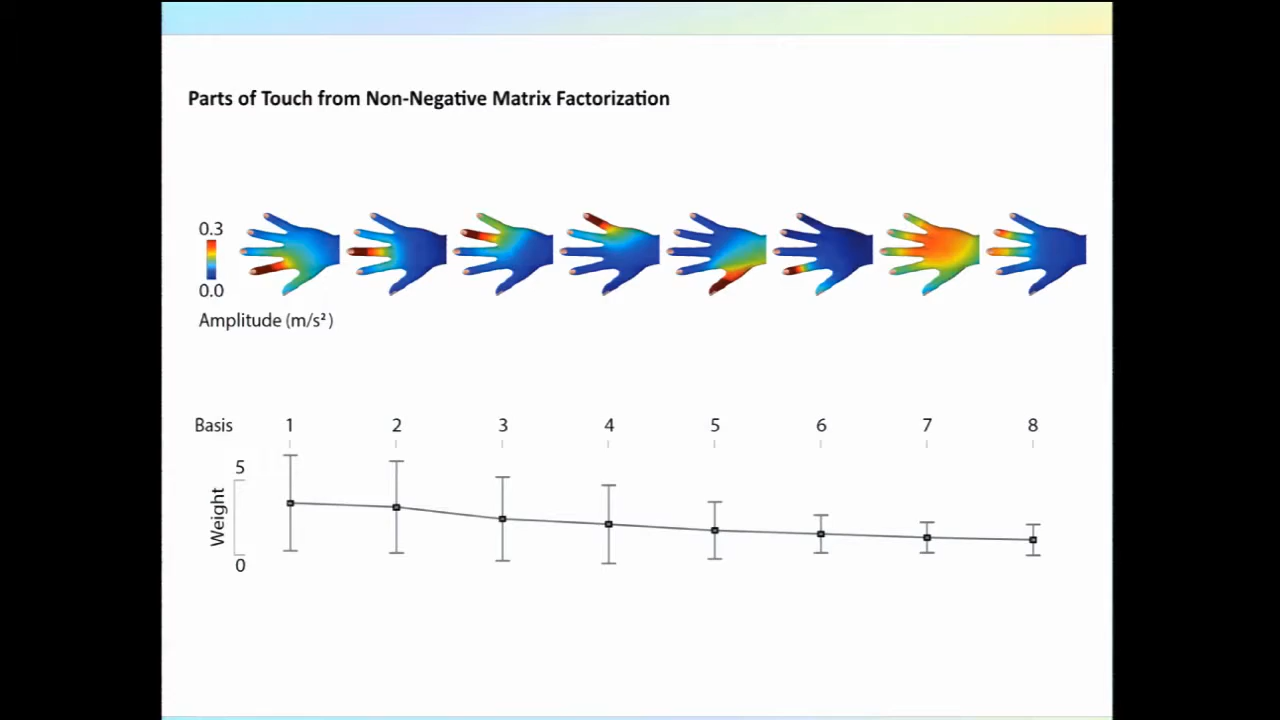 Parts of Touch from Non-Negative Matrix Factorization
0.3
0.0
Amplitude (m/s²)
Basis 1 2 3 4 5 6 7 8
5
Weight
0